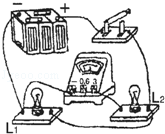 − +
− 0,6 3
L₁
L₂